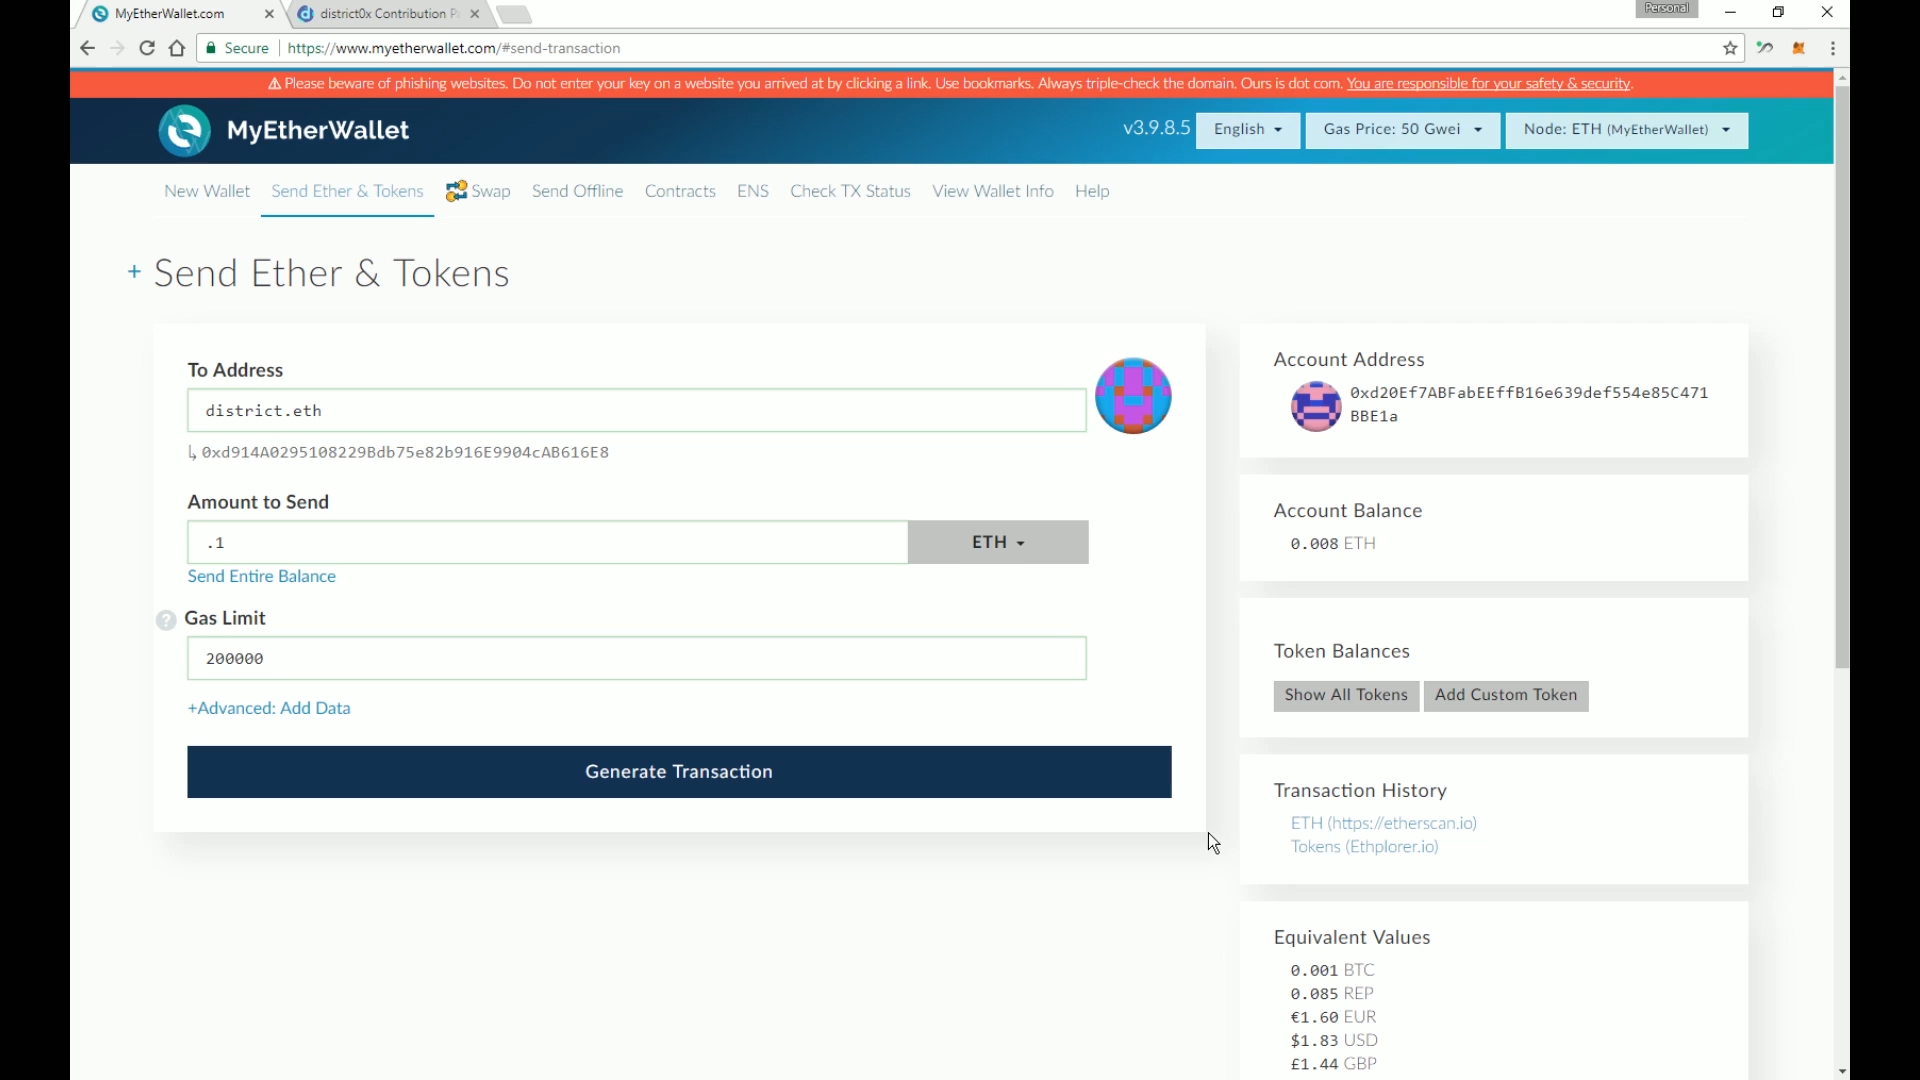 MyEtherWallet.com
district0x Contribution P
Personal
Secure
https://www.myetherwallet.com/#send-transaction
Please beware of phishing websites. Do not enter your key on a website you arrived at by clicking a link. Use bookmarks. Always triple-check the domain. Ours is dot com. You are responsible for your safety & security.
MyEtherWallet
v3.9.8.5
English
Gas Price: 50 Gwei
Node: ETH (MyEtherWallet)
New Wallet
Send Ether & Tokens
Swap
Send Offline
Contracts
ENS
Check TX Status
View Wallet Info
Help
+ Send Ether & Tokens
To Address
district.eth
↳ 0xd914A0295108229Bdb75e82b916E9904cAB616E8
Amount to Send
.1
ETH
Send Entire Balance
? Gas Limit
200000
+Advanced: Add Data
Generate Transaction
Account Address
0xd20Ef7ABFabEEffB16e639def554e85C471
BBE1a
Account Balance
0.008 ETH
Token Balances
Show All Tokens
Add Custom Token
Transaction History
ETH (https://etherscan.io)
Tokens (Ethplorer.io)
Equivalent Values
0.001 BTC
0.085 REP
€1.60 EUR
$1.83 USD
£1.44 GBP